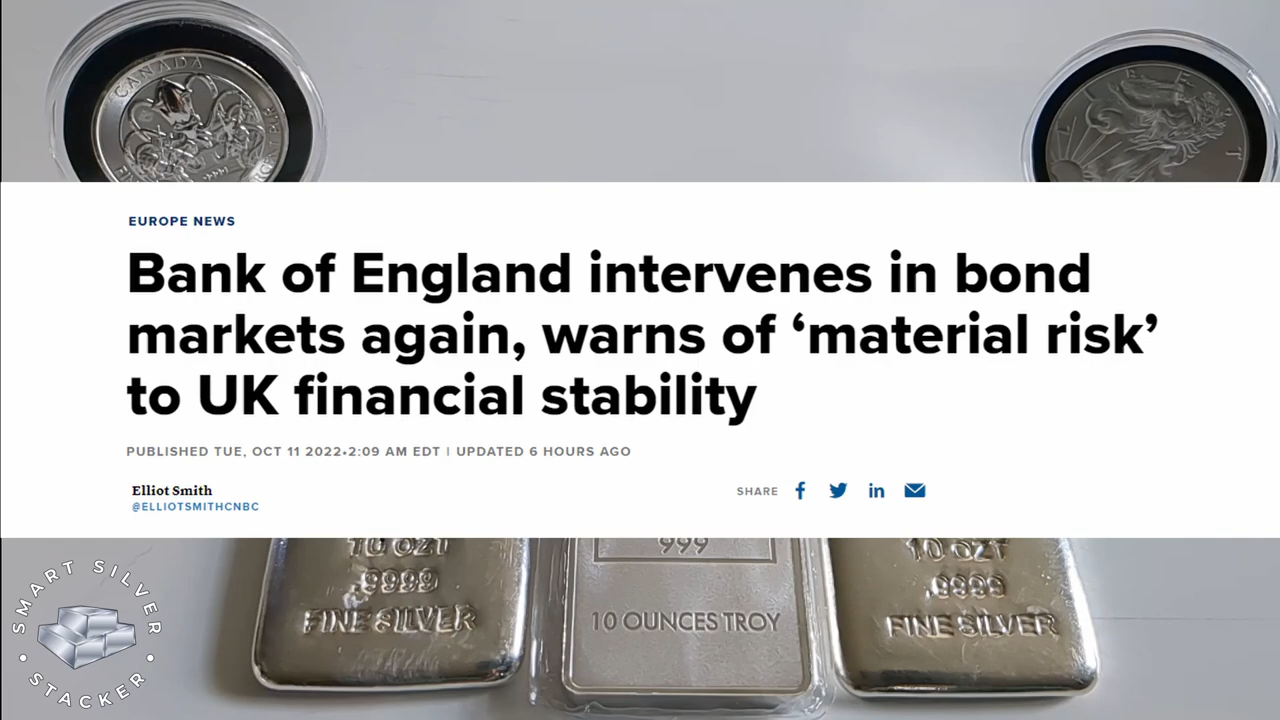 CANADA
EUROPE NEWS
Bank of England intervenes in bond
markets again, warns of ‘material risk’
to UK financial stability
PUBLISHED TUE, OCT 11 2022•2:09 AM EDT | UPDATED 6 HOURS AGO
Elliot Smith
@ELLIOTSMITHCNBC
SHARE
10 OZT
.9999
FINE SILVER
999
10 OUNCES TROY
10 OZT
.9999
FINE SILVER
SMART SILVER
STACKER